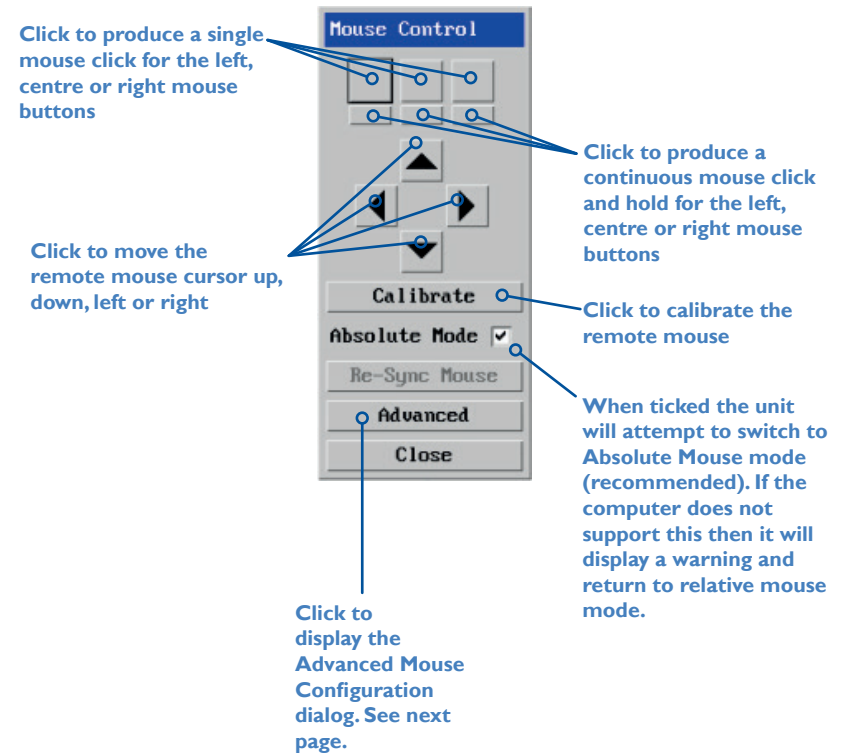 Click to produce a single
mouse click for the left,
centre or right mouse
buttons
Mouse Control
Click to produce a
continuous mouse click
and hold for the left,
centre or right mouse
buttons
Click to move the
remote mouse cursor up,
down, left or right
Calibrate
Click to calibrate the
remote mouse
Absolute Mode
Re-Sync Mouse
Advanced
Close
When ticked the unit
will attempt to switch to
Absolute Mouse mode
(recommended). If the
computer does not
support this then it will
display a warning and
return to relative mouse
mode.
Click to
display the
Advanced Mouse
Configuration
dialog. See next
page.